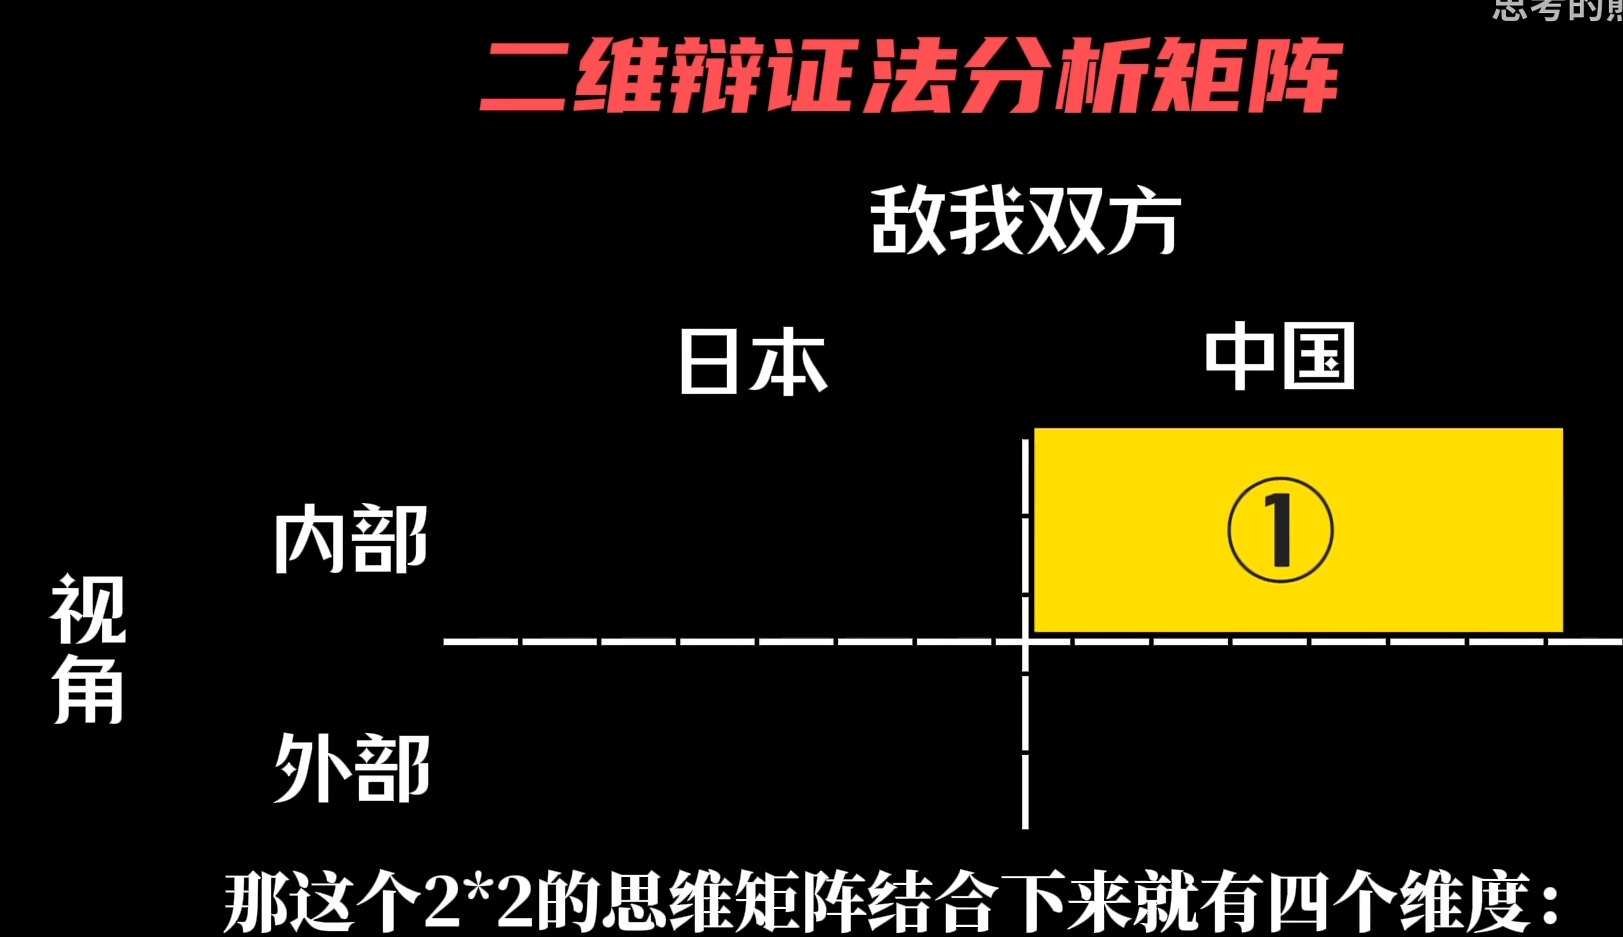 思考的
二维辩证法分析矩阵
敌我双方
日本
中国
①
内部
视角
外部
那这个2*2的思维矩阵结合下来就有四个维度：